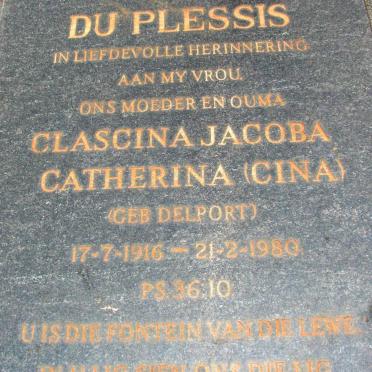 DU PLESSIS
IN LIEFDEVOLLE HERINNERING
AAN MY VROU,
ONS MOEDER EN OUMA
CLASCINA JACOBA
CATHERINA (CINA)
(GEB DELPORT)
17-7-1916 — 21-2-1980
PS. 36:10
U IS DIE FONTEIN VAN DIE LEWE.